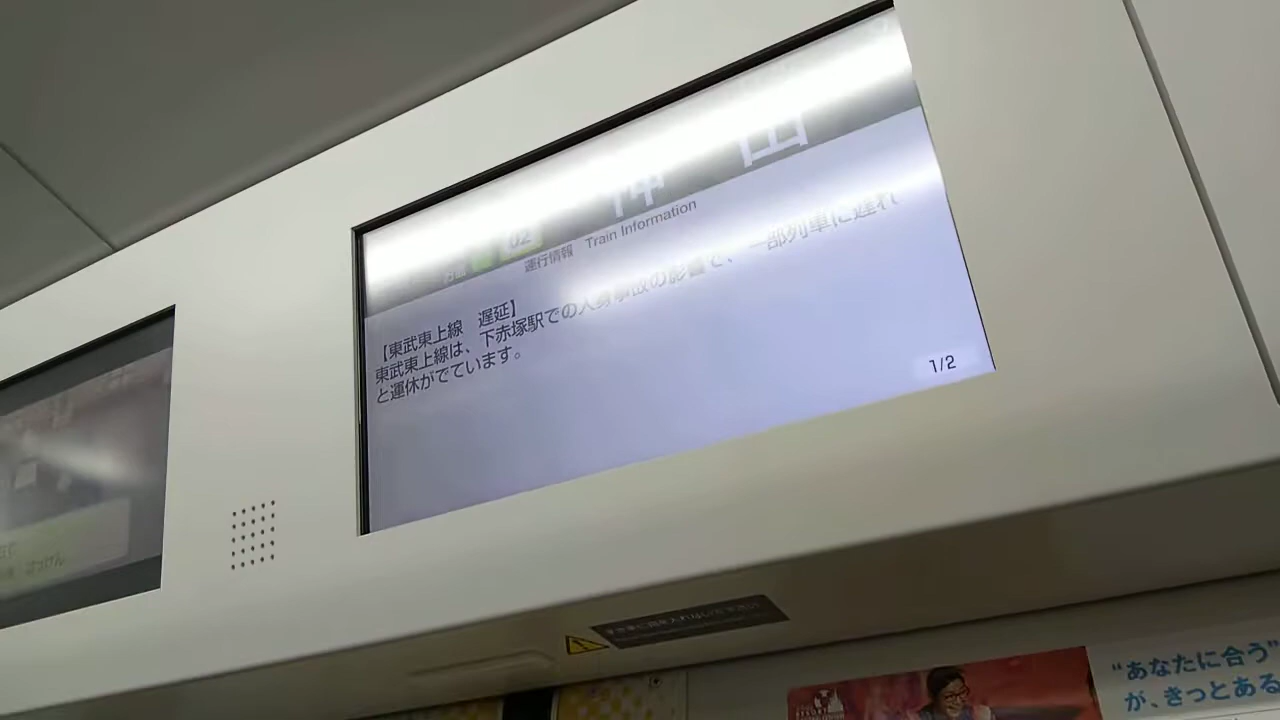 神田
02
運行情報 Train Information
【東武東上線 遅延】
東武東上線は、下赤塚駅での人身事故の影響で、一部列車に遅れ
と運休がでています。
1/2
“あなたに合う”
が、きっとある